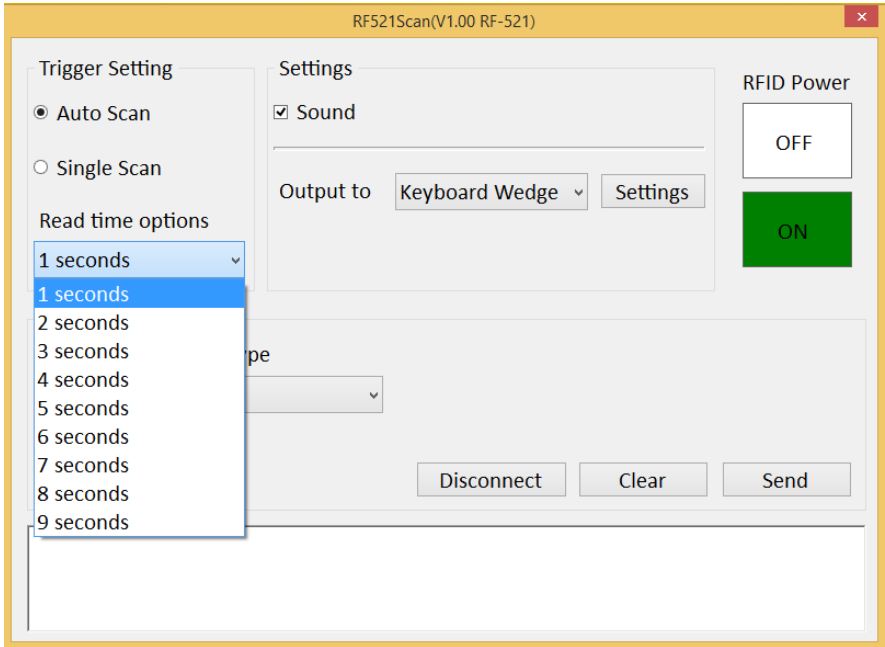 RF521Scan(V1.00 RF-521)
Trigger Setting
Auto Scan
Single Scan
Read time options
1 seconds
1 seconds
2 seconds
3 seconds
4 seconds
5 seconds
6 seconds
7 seconds
8 seconds
9 seconds
Settings
Sound
Output to Keyboard Wedge Settings
RFID Power
OFF
ON
Disconnect Clear Send